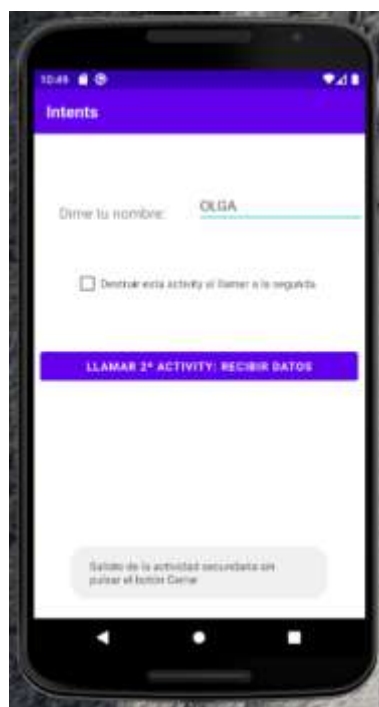 10:49
Intents
Dime tu nombre:
OLGA
Destruir esta activity al llamar a la segunda
LLAMAR 2ª ACTIVITY: RECIBIR DATOS
Salido de la actividad secundaria sin
pulsar el botón Cerrar